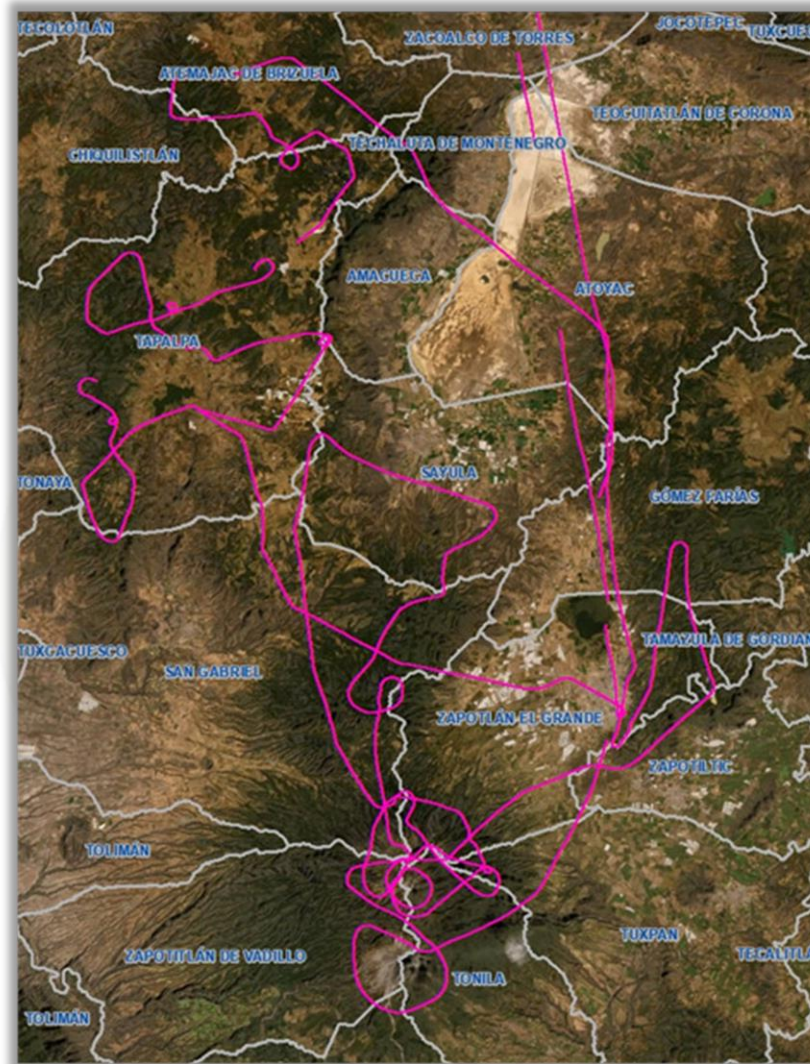 TECOLOTLÁN
ZACOALCO DE TORRES
JOCOTEPEC
ATEMAJAC DE BRIZUELA
TEOCUITATLÁN DE CORONA
TECHALUTA DE MONTENEGRO
CHIQUILISTLÁN
AMACUECA
ATOYAC
TAPALPA
SAYULA
TONAYA
GÓMEZ FARÍAS
TUXCACUESCO
SAN GABRIEL
TAMAZULA DE GORDIAN
ZAPOTLÁN EL GRANDE
ZAPOTILTIC
TOLIMÁN
TUXPAN
ZAPOTITLÁN DE VADILLO
TECALITLÁ
TONILA
TOLIMÁN